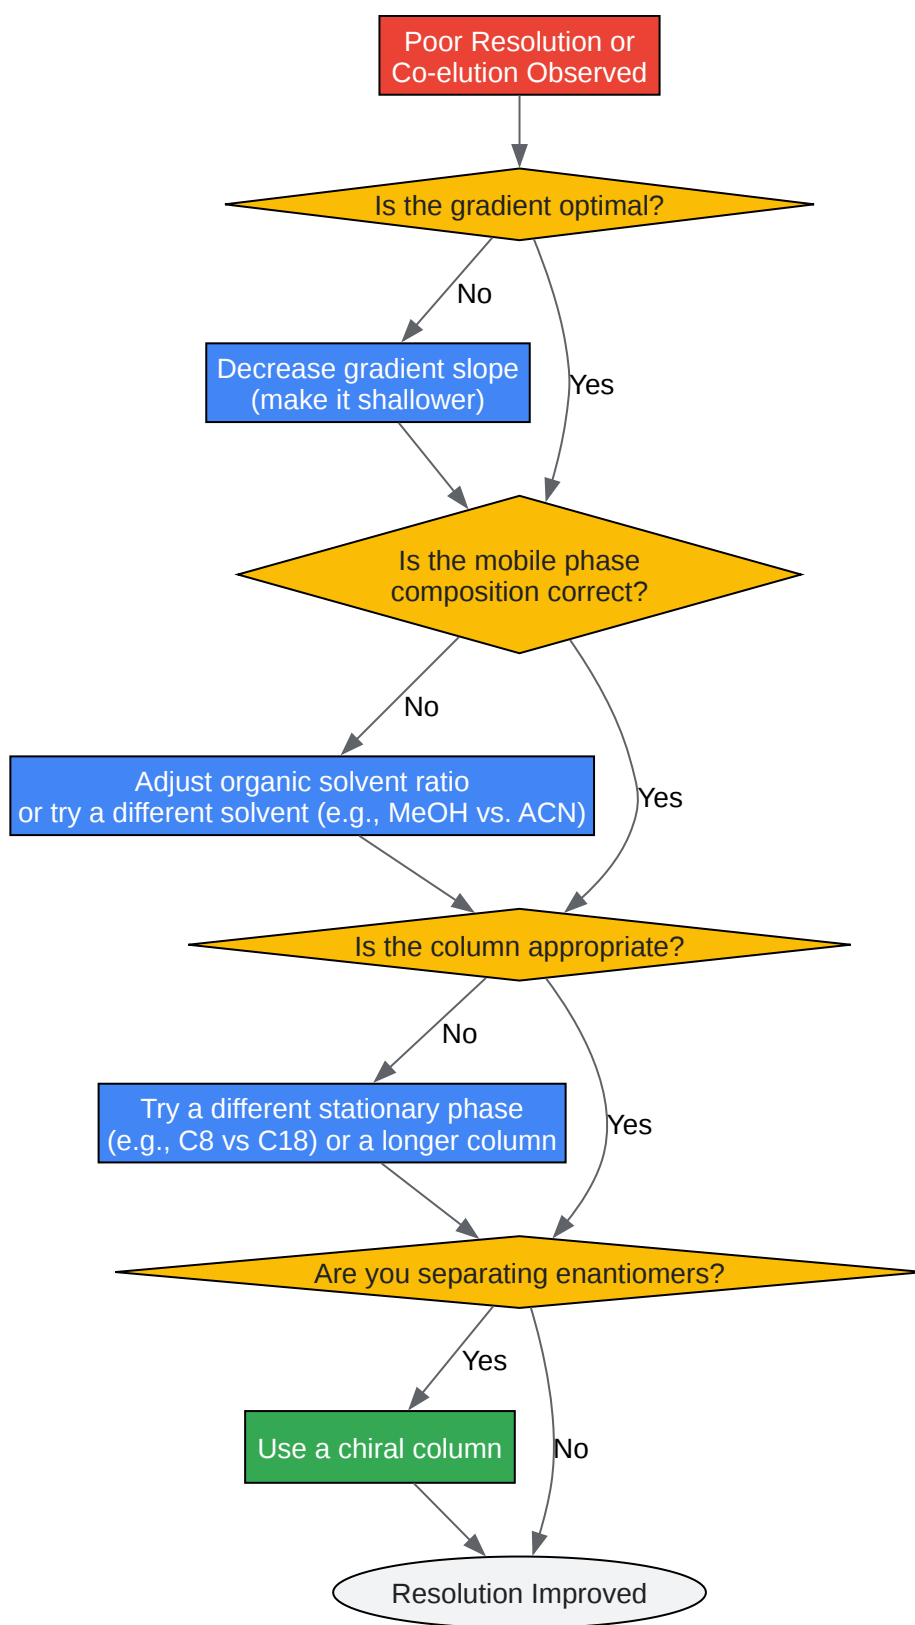 Poor Resolution or
Co-elution Observed
Is the gradient optimal?
No
Decrease gradient slope
(make it shallower)
Yes
Is the mobile phase
composition correct?
No
Adjust organic solvent ratio
or try a different solvent (e.g., MeOH vs. ACN)
Yes
Is the column appropriate?
No
Try a different stationary phase
(e.g., C8 vs C18) or a longer column
Yes
Are you separating enantiomers?
Yes
Use a chiral column
No
Resolution Improved